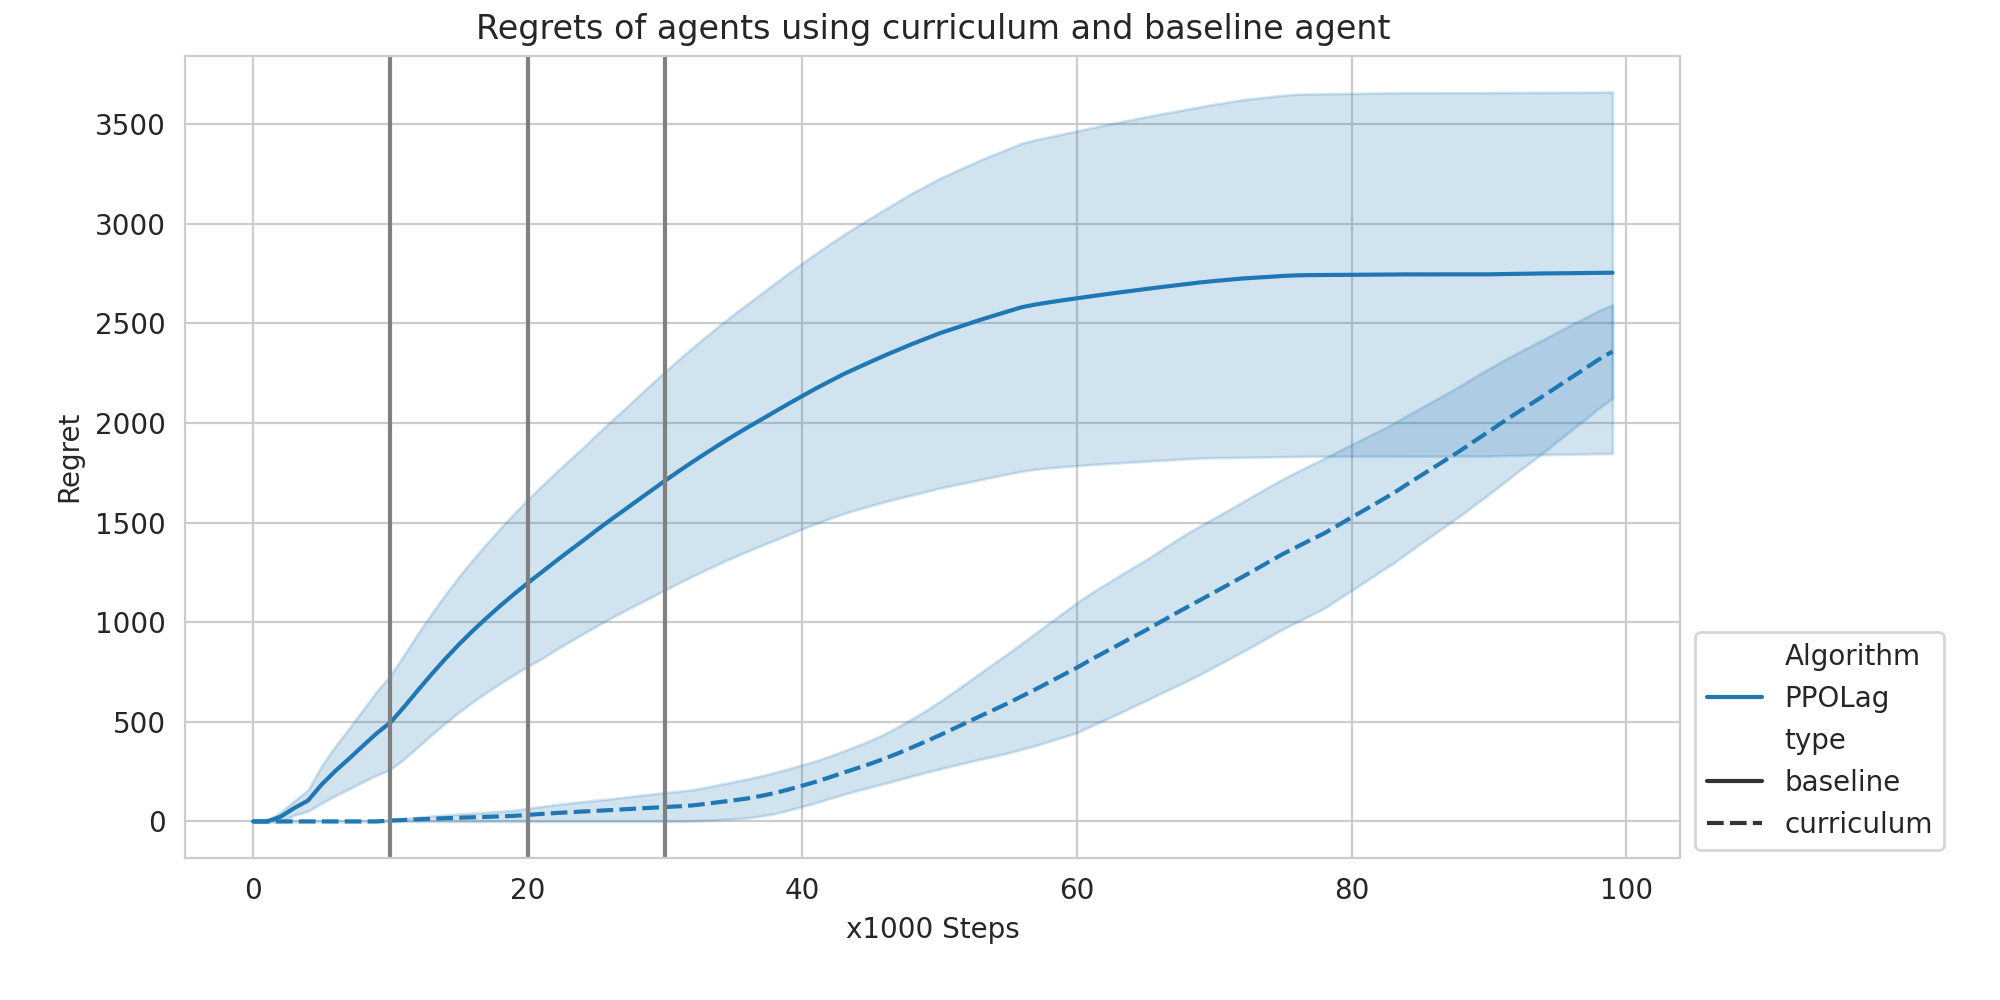 Regrets of agents using curriculum and baseline agent
3500
3000
2500
2000
1500
1000
500
0
Regret
0 20 40 60 80 100
x1000 Steps
Algorithm
PPOLag
type
baseline
curriculum